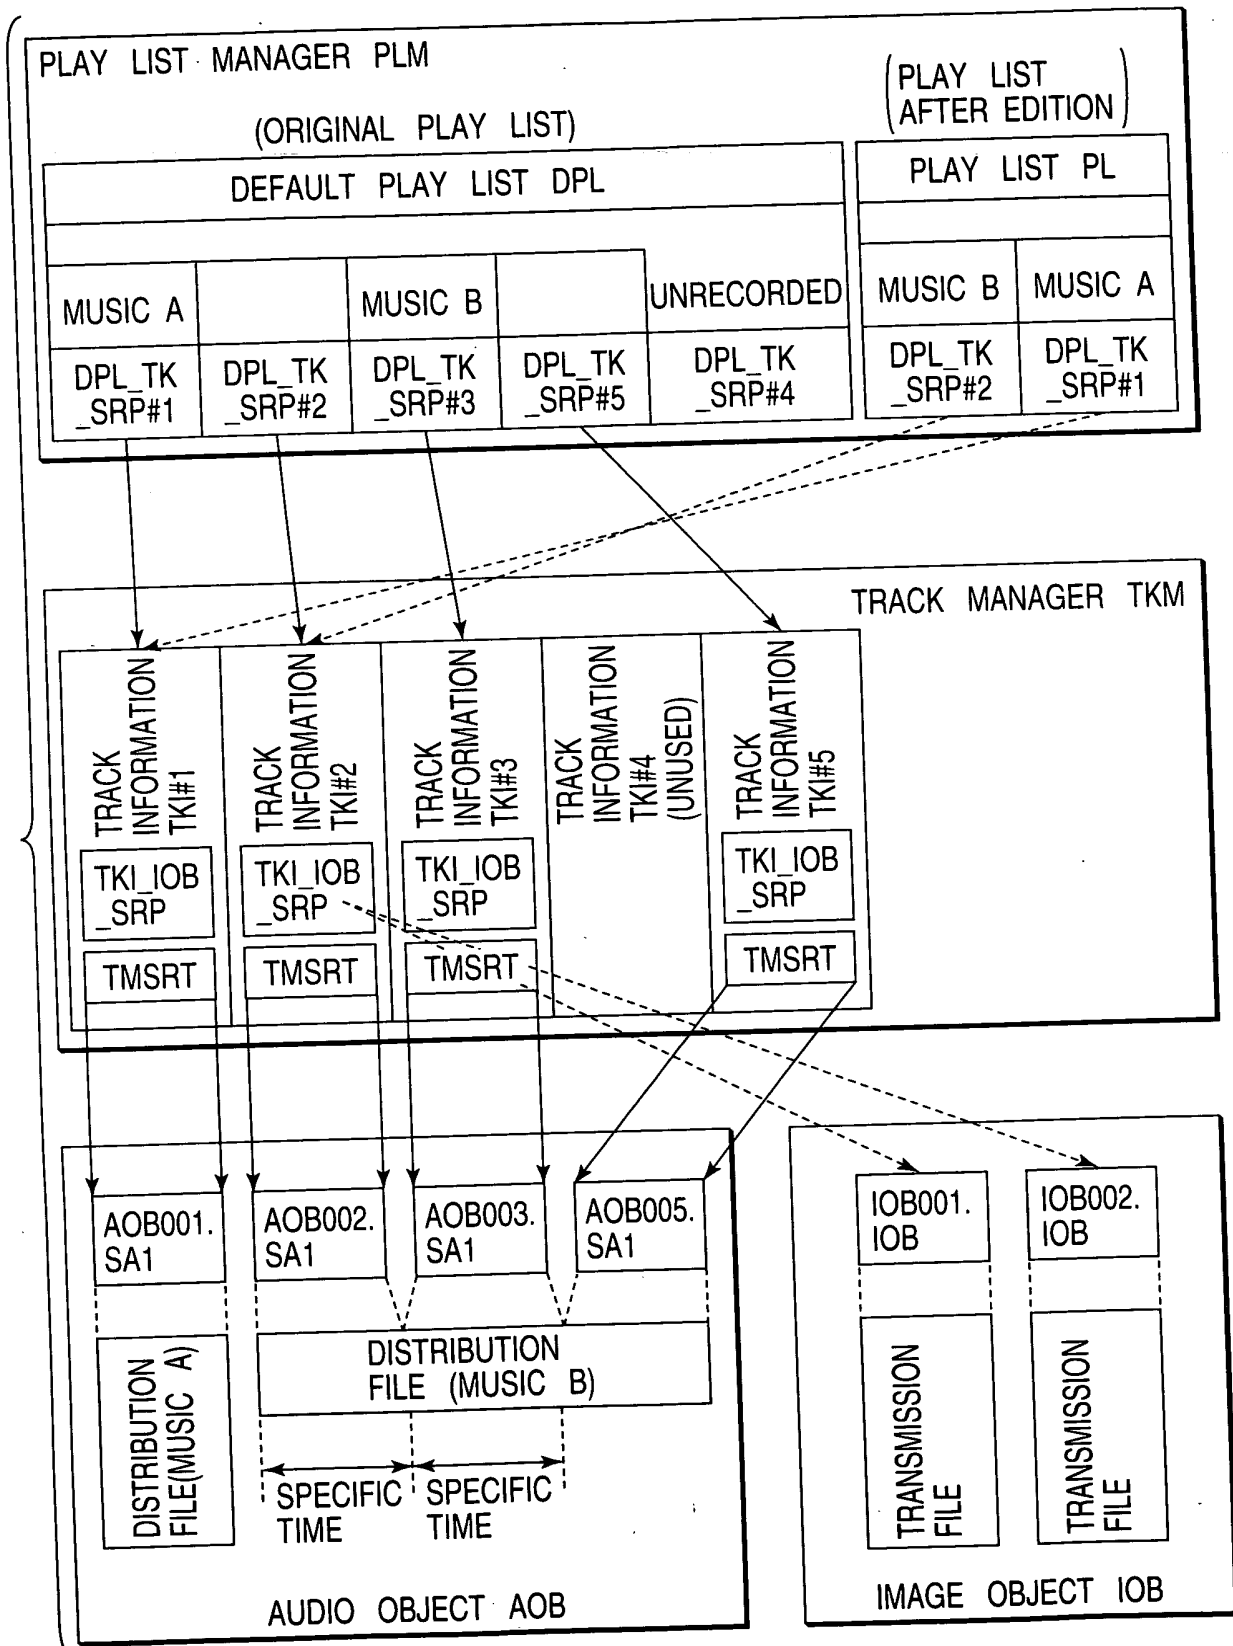 PLAY LIST MANAGER PLM
(ORIGINAL PLAY LIST)
(PLAY LIST
AFTER EDITION)
DEFAULT PLAY LIST DPL
PLAY LIST PL
MUSIC A
MUSIC B
UNRECORDED
MUSIC B
MUSIC A
DPL_TK
_SRP#1
DPL_TK
_SRP#2
DPL_TK
_SRP#3
DPL_TK
_SRP#5
DPL_TK
_SRP#4
DPL_TK
_SRP#2
DPL_TK
_SRP#1
TRACK MANAGER TKM
TRACK
INFORMATION
TKI#1
TRACK
INFORMATION
TKI#2
TRACK
INFORMATION
TKI#3
TRACK
INFORMATION
TKI#4
(UNUSED)
TRACK
INFORMATION
TKI#5
TKI_IOB
_SRP
TKI_IOB
_SRP
TKI_IOB
_SRP
TKI_IOB
_SRP
TMSRT
TMSRT
TMSRT
TMSRT
AOB001.
SA1
AOB002.
SA1
AOB003.
SA1
AOB005.
SA1
IOB001.
IOB
IOB002.
IOB
DISTRIBUTION
FILE(MUSIC A)
DISTRIBUTION
FILE (MUSIC B)
SPECIFIC
TIME
SPECIFIC
TIME
TRANSMISSION
FILE
TRANSMISSION
FILE
AUDIO OBJECT AOB
IMAGE OBJECT IOB